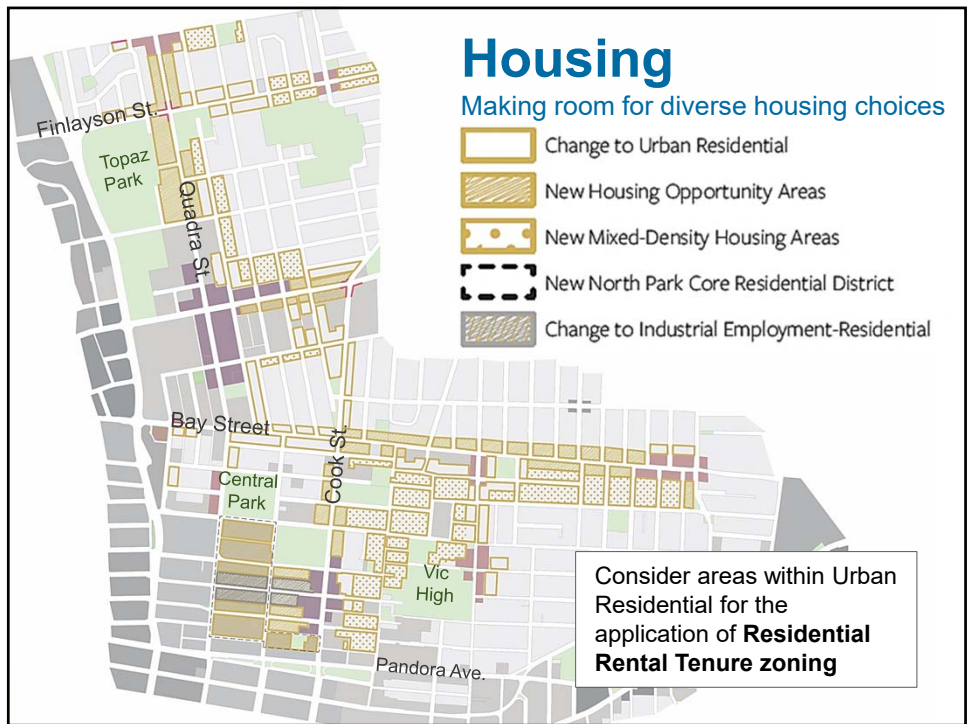 Housing
Making room for diverse housing choices
Change to Urban Residential
New Housing Opportunity Areas
New Mixed-Density Housing Areas
New North Park Core Residential District
Change to Industrial Employment-Residential
Finlayson St.
Topaz
Park
Quadra St.
Bay Street
Cook St.
Central
Park
Vic
High
Pandora Ave.
Consider areas within Urban
Residential for the
application of Residential
Rental Tenure zoning